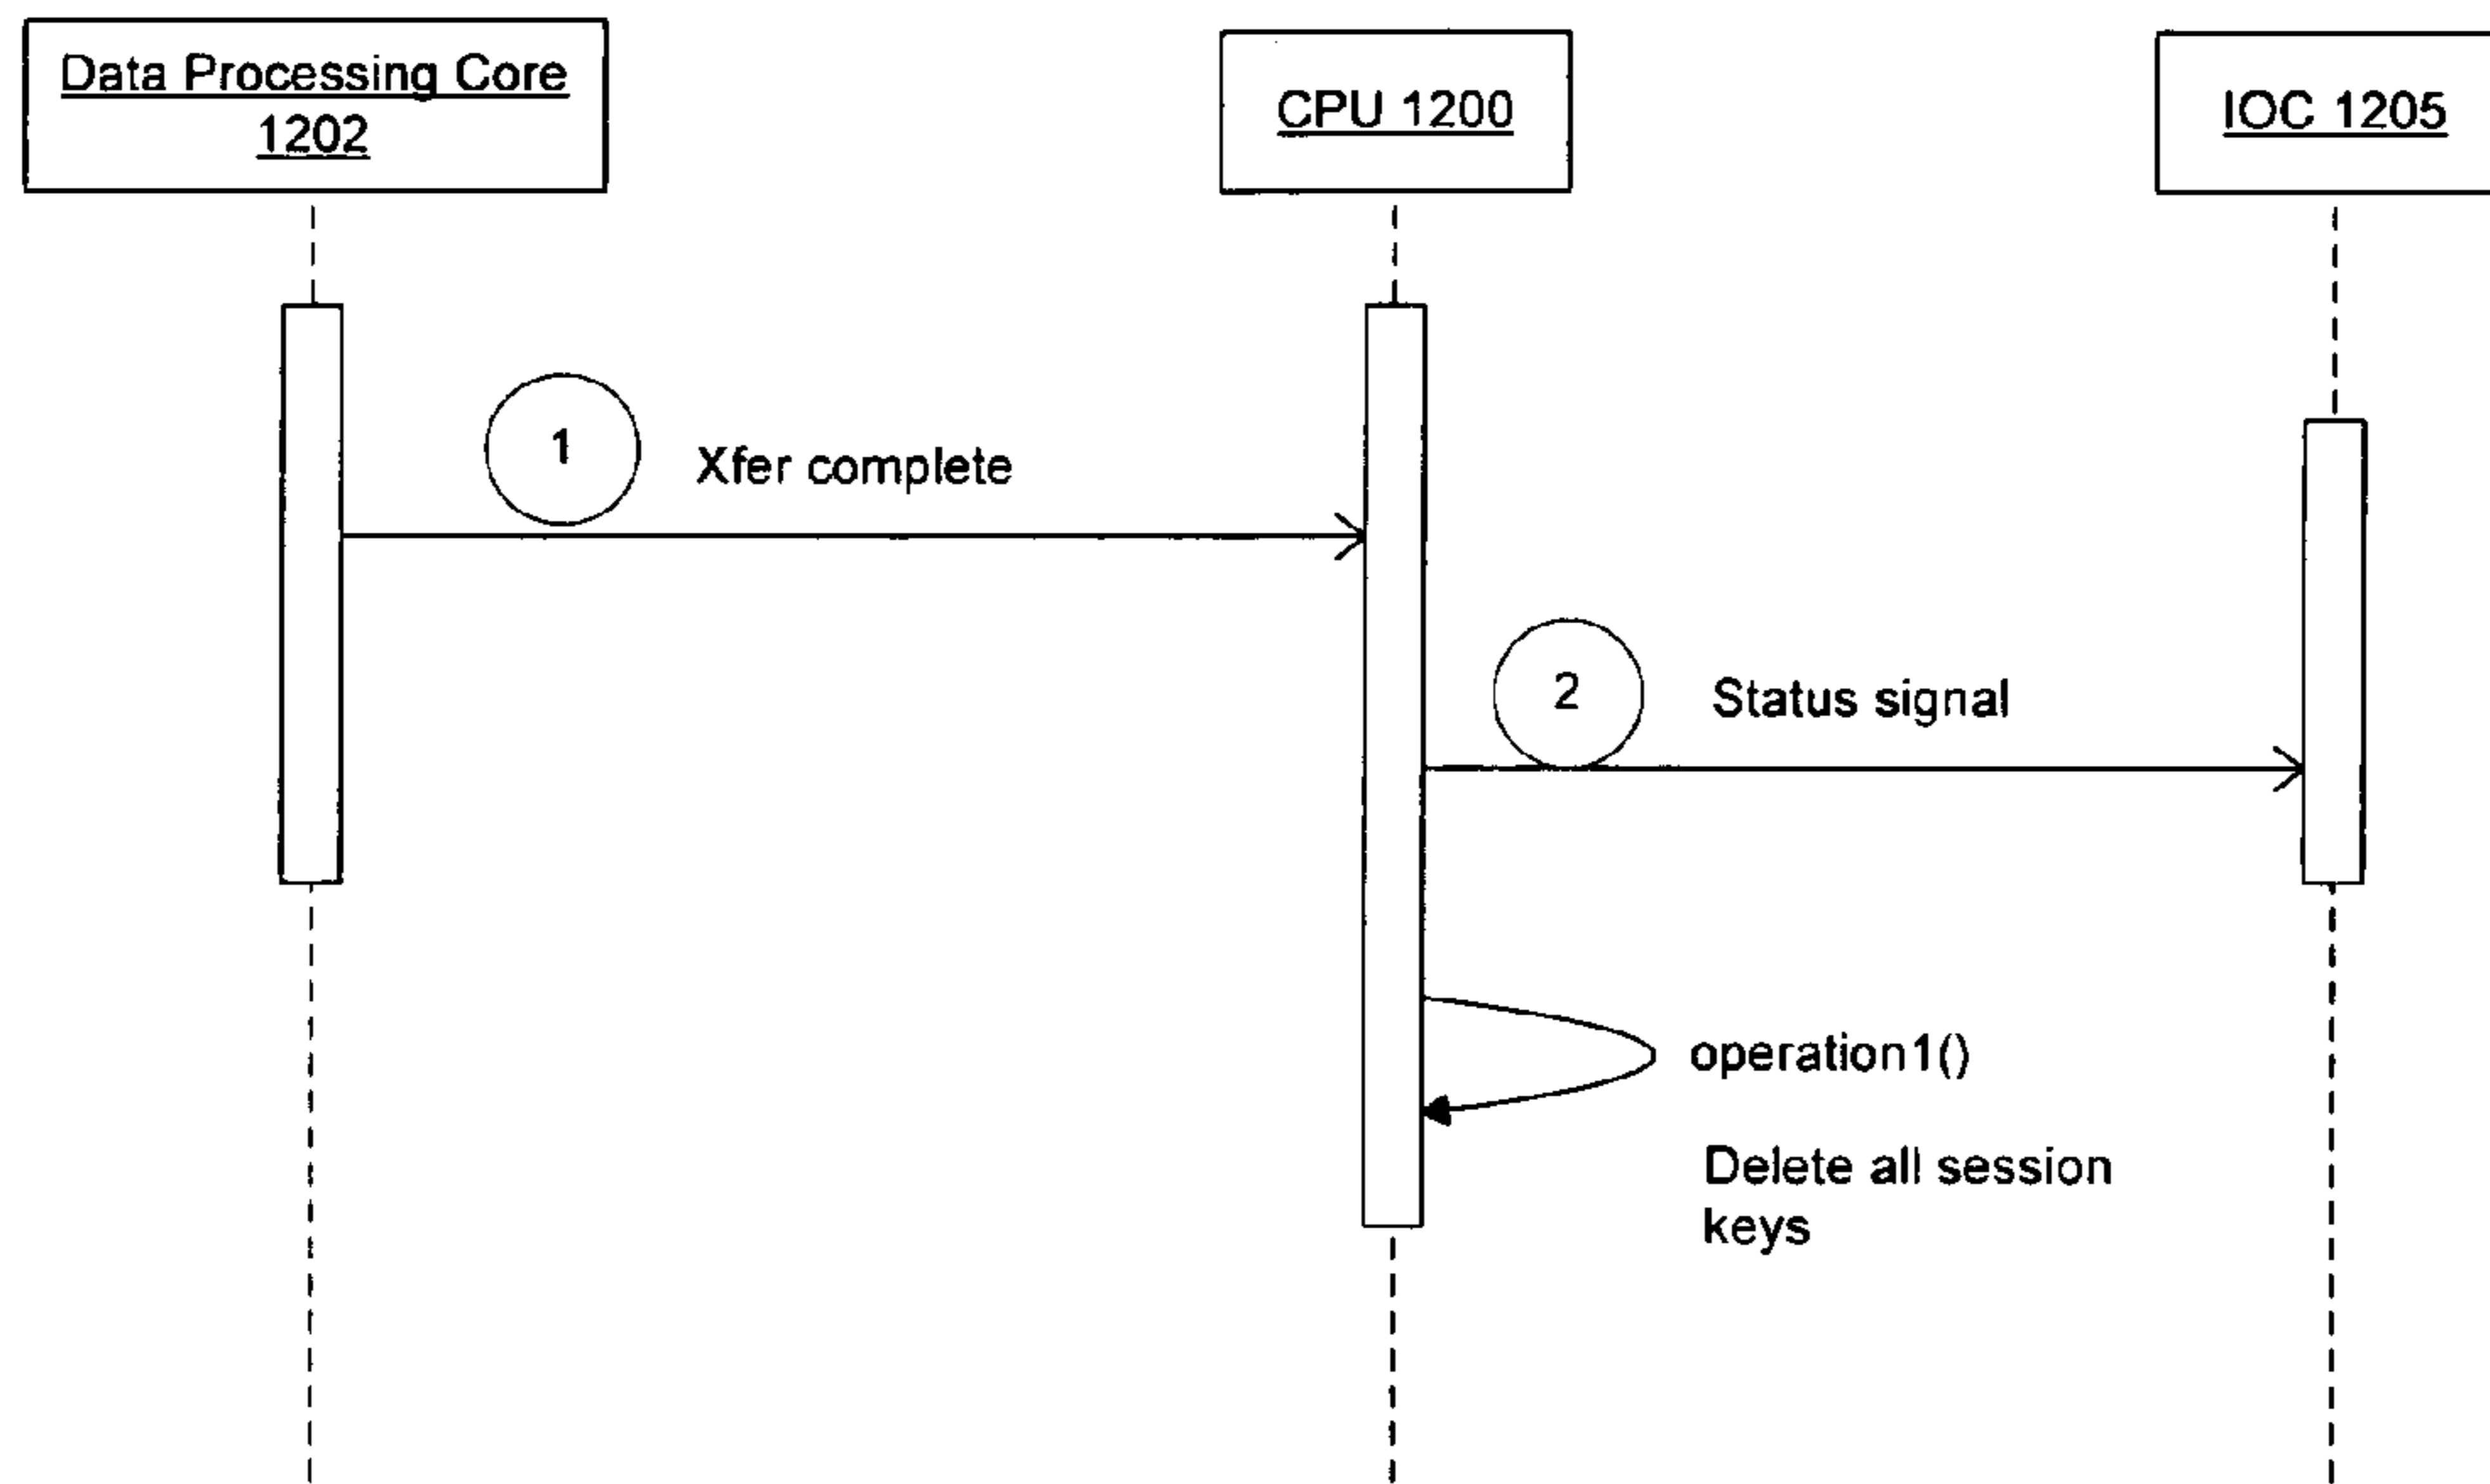 Data Processing Core
1202
CPU 1200
IOC 1205
1
Xfer complete
2
Status signal
operation1()
Delete all session
keys